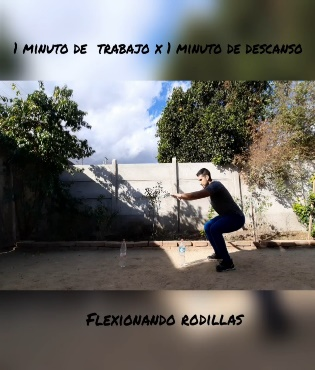 1 minuto de trabajo x 1 minuto de descanso
Flexionando rodillas